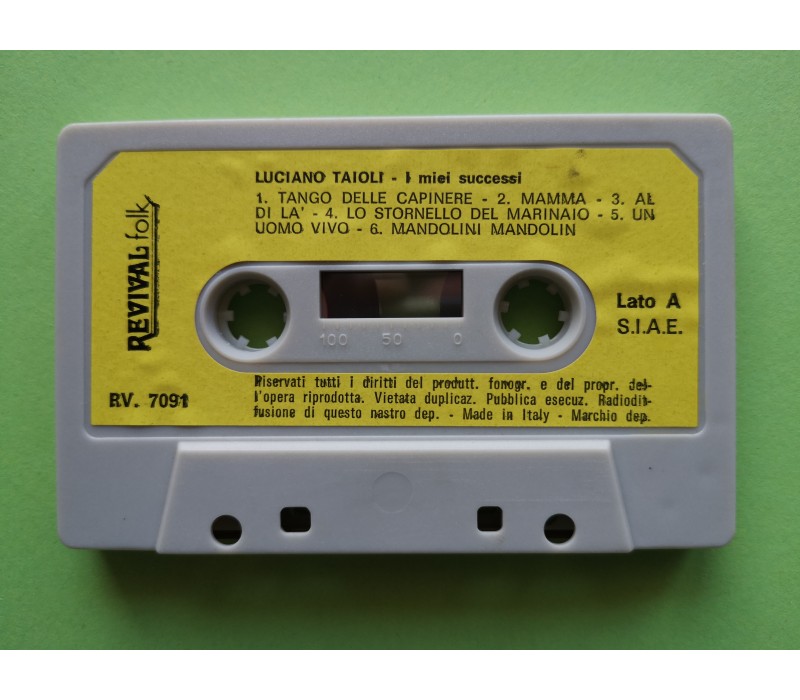 LUCIANO TAIOLI - I miei successi
1. TANGO DELLE CAPINERE - 2. MAMMA - 3. AL
DI LA' - 4. LO STORNELLO DEL MARINAIO - 5. UN
UOMO VIVO - 6. MANDOLINI MANDOLIN
REVIVAL folk
100 50 0
Lato A
S.I.A.E.
RV. 7091
Riservati tutti i diritti del produtt. fonogr. e del propr. del-
l'opera riprodotta. Vietata duplicaz. Pubblica esecuz. Radiodif-
fusione di questo nastro dep. - Made in Italy - Marchio dep.